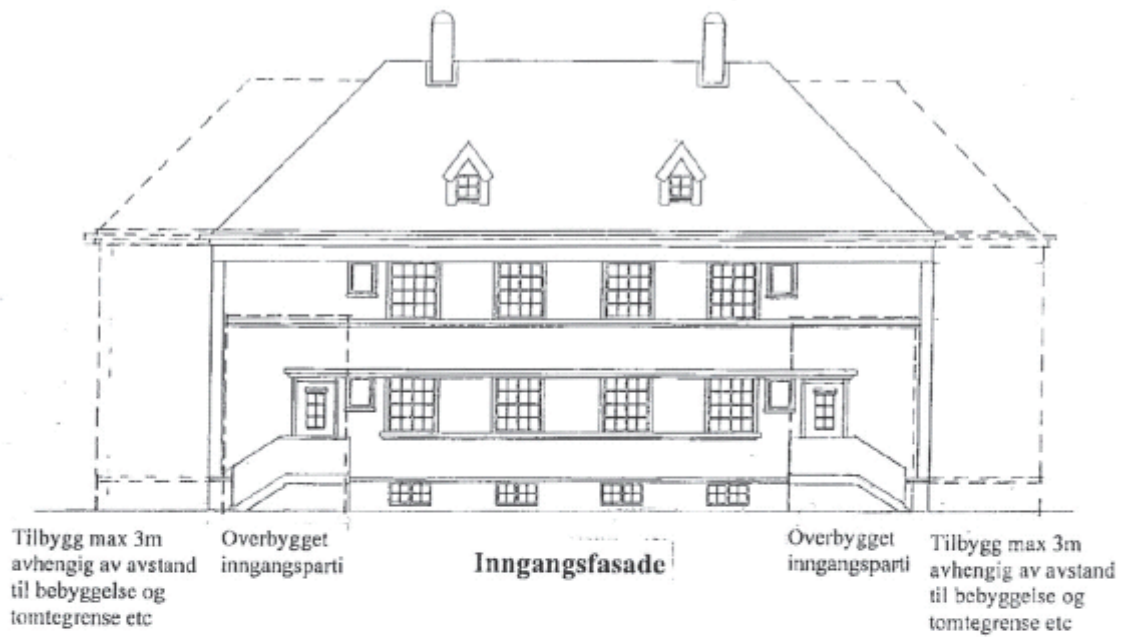 Tilbygg max 3m
avhengig av avstand
til bebyggelse og
tomtegrense etc
Overbygget
inngangsparti
Inngangsfasade
Overbygget
inngangsparti
Tilbygg max 3m
avhengig av avstand
til bebyggelse og
tomtegrense etc